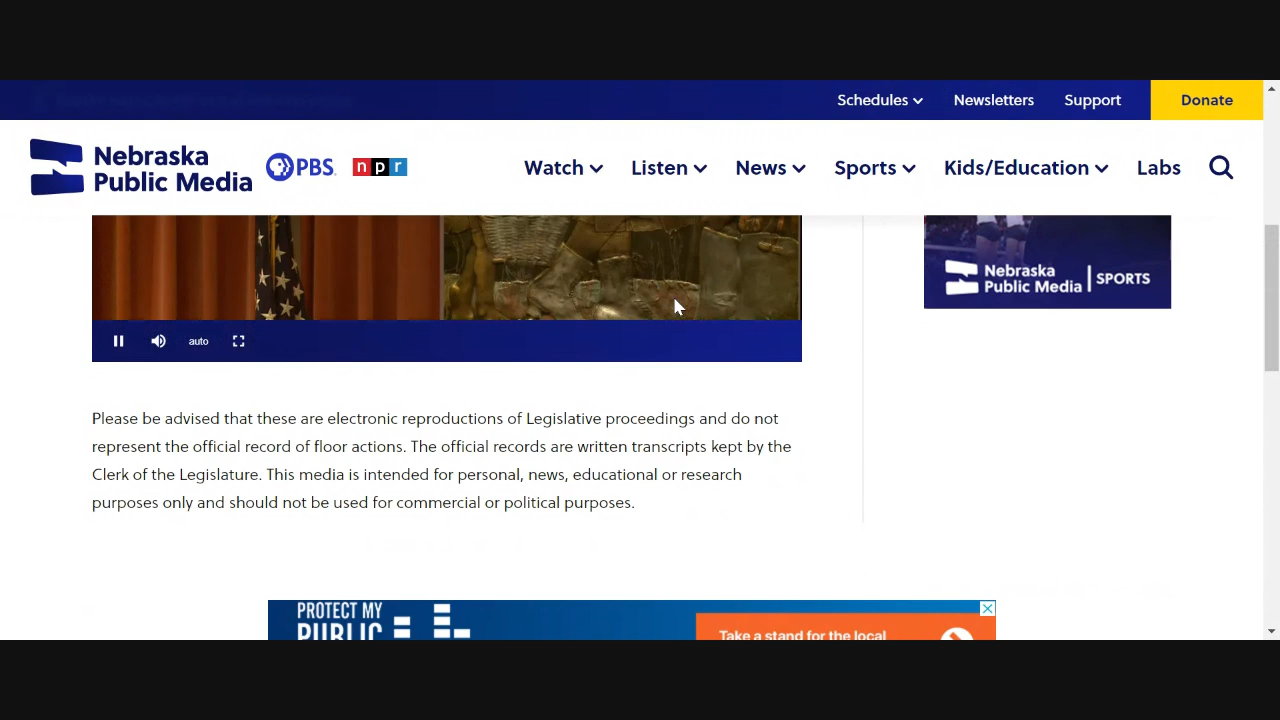 Schedules
Newsletters
Support
Donate
Nebraska
Public Media
PBS.
npr
Watch
Listen
News
Sports
Kids/Education
Labs
Nebraska
Public Media | SPORTS
auto
Please be advised that these are electronic reproductions of Legislative proceedings and do not
represent the official record of floor actions. The official records are written transcripts kept by the
Clerk of the Legislature. This media is intended for personal, news, educational or research
purposes only and should not be used for commercial or political purposes.
PROTECT MY
PUBLIC
Take a stand for the local